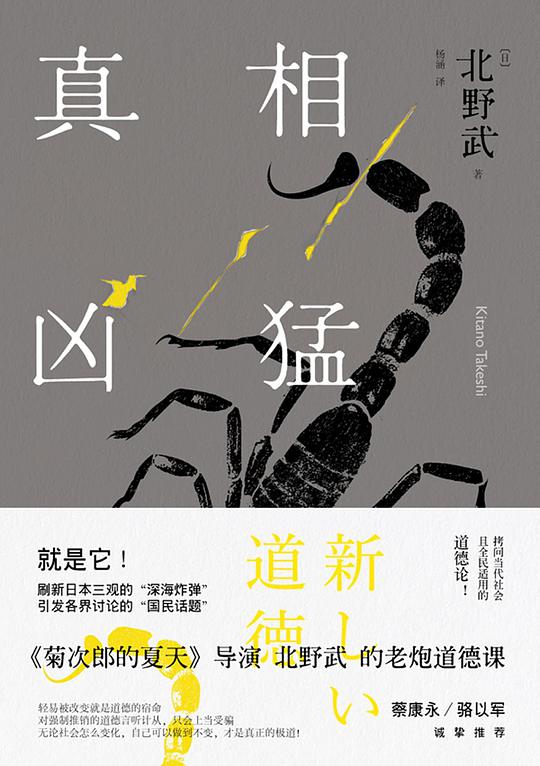 真相
凶猛
[日]
北野武
著
杨涵 译
Kitano Takeshi
就是它！
刷新日本三观的“深海炸弹”
引发各界讨论的“国民话题”
新しい
道徳
拷问当代社会
且全民适用的
道德论！
《菊次郎的夏天》导演 北野武 的老炮道德课
轻易被改变就是道德的宿命
对强制推销的道德言听计从，只会上当受骗
无论社会怎么变化，自己可以做到不变，才是真正的极道！
蔡康永／骆以军
诚挚推荐